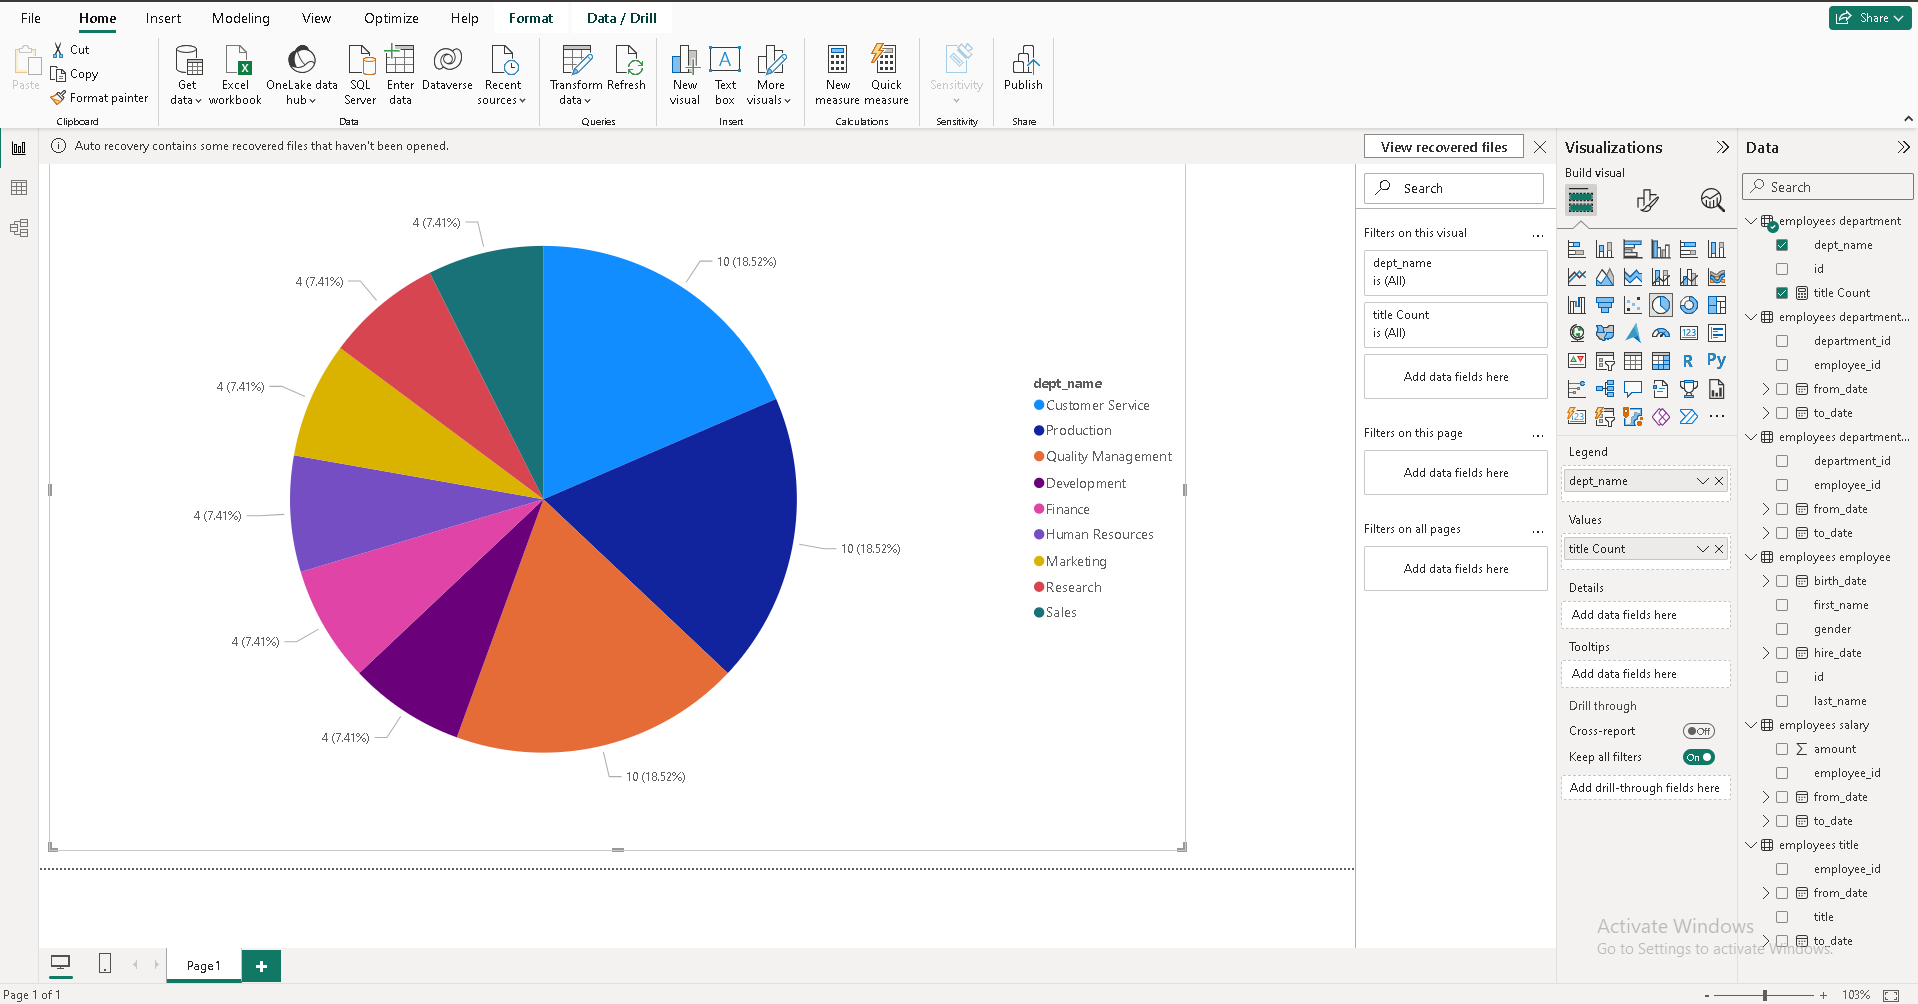 File Home Insert Modeling View Optimize Help Format Data / Drill Share
Paste
Cut
Copy
Format painter
Clipboard
Get data
Excel workbook
OneLake data hub
SQL Server
Enter data
Dataverse
Recent sources
Data
Transform data
Refresh
Queries
New visual
Text box
More visuals
Insert
New measure
Quick measure
Calculations
Sensitivity
Sensitivity
Publish
Share
Auto recovery contains some recovered files that haven't been opened.
View recovered files
4 (7.41%)
10 (18.52%)
4 (7.41%)
4 (7.41%)
4 (7.41%)
10 (18.52%)
4 (7.41%)
4 (7.41%)
10 (18.52%)
dept_name
Customer Service
Production
Quality Management
Development
Finance
Human Resources
Marketing
Research
Sales
Search
Filters on this visual
dept_name
is (All)
title Count
is (All)
Add data fields here
Filters on this page
Add data fields here
Filters on all pages
Add data fields here
Visualizations
Build visual
123
R
Py
123
Legend
dept_name
Values
title Count
Details
Add data fields here
Tooltips
Add data fields here
Drill through
Cross-report Off
Keep all filters On
Add drill-through fields here
Data
Search
employees department
dept_name
id
title Count
employees department...
department_id
employee_id
from_date
to_date
employees department...
department_id
employee_id
from_date
to_date
employees employee
birth_date
first_name
gender
hire_date
id
last_name
employees salary
amount
employee_id
from_date
to_date
employees title
employee_id
from_date
title
to_date
Activate Windows
Go to Settings to activate Windows.
Page 1
Page 1 of 1
103%